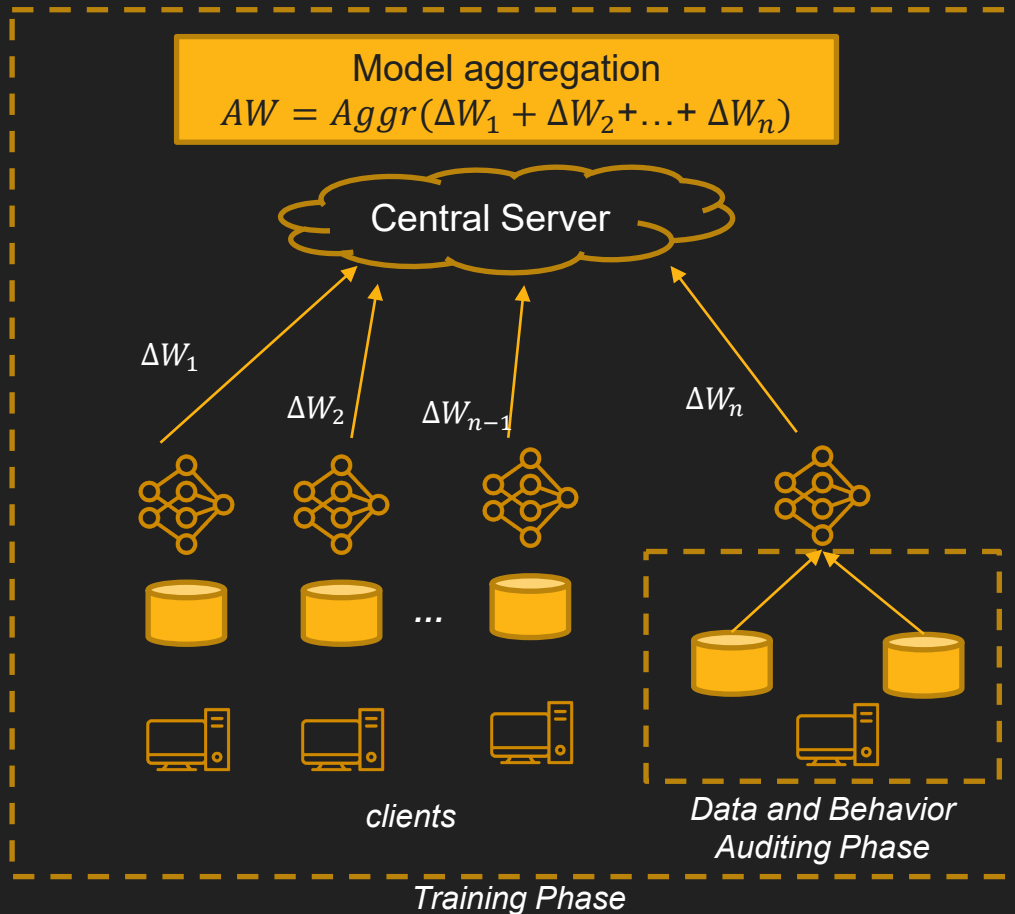 Model aggregation
𝐴𝑊 = 𝐴𝑔𝑔𝑟(Δ𝑊₁ + Δ𝑊₂+…+ Δ𝑊ₙ)
Central Server
Δ𝑊₁
Δ𝑊₂
Δ𝑊ₙ₋₁
Δ𝑊ₙ
...
clients
Data and Behavior
Auditing Phase
Training Phase